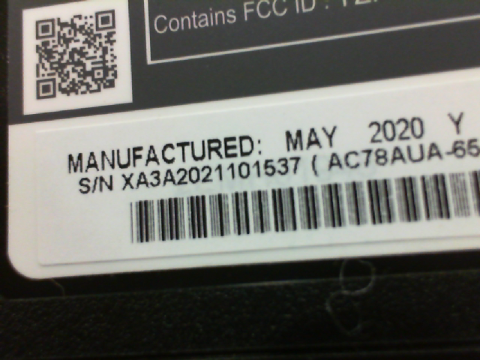 Contains FCC ID :
MANUFACTURED: MAY 2020 Y
S/N XA3A2021101537 ( AC78AUA-65